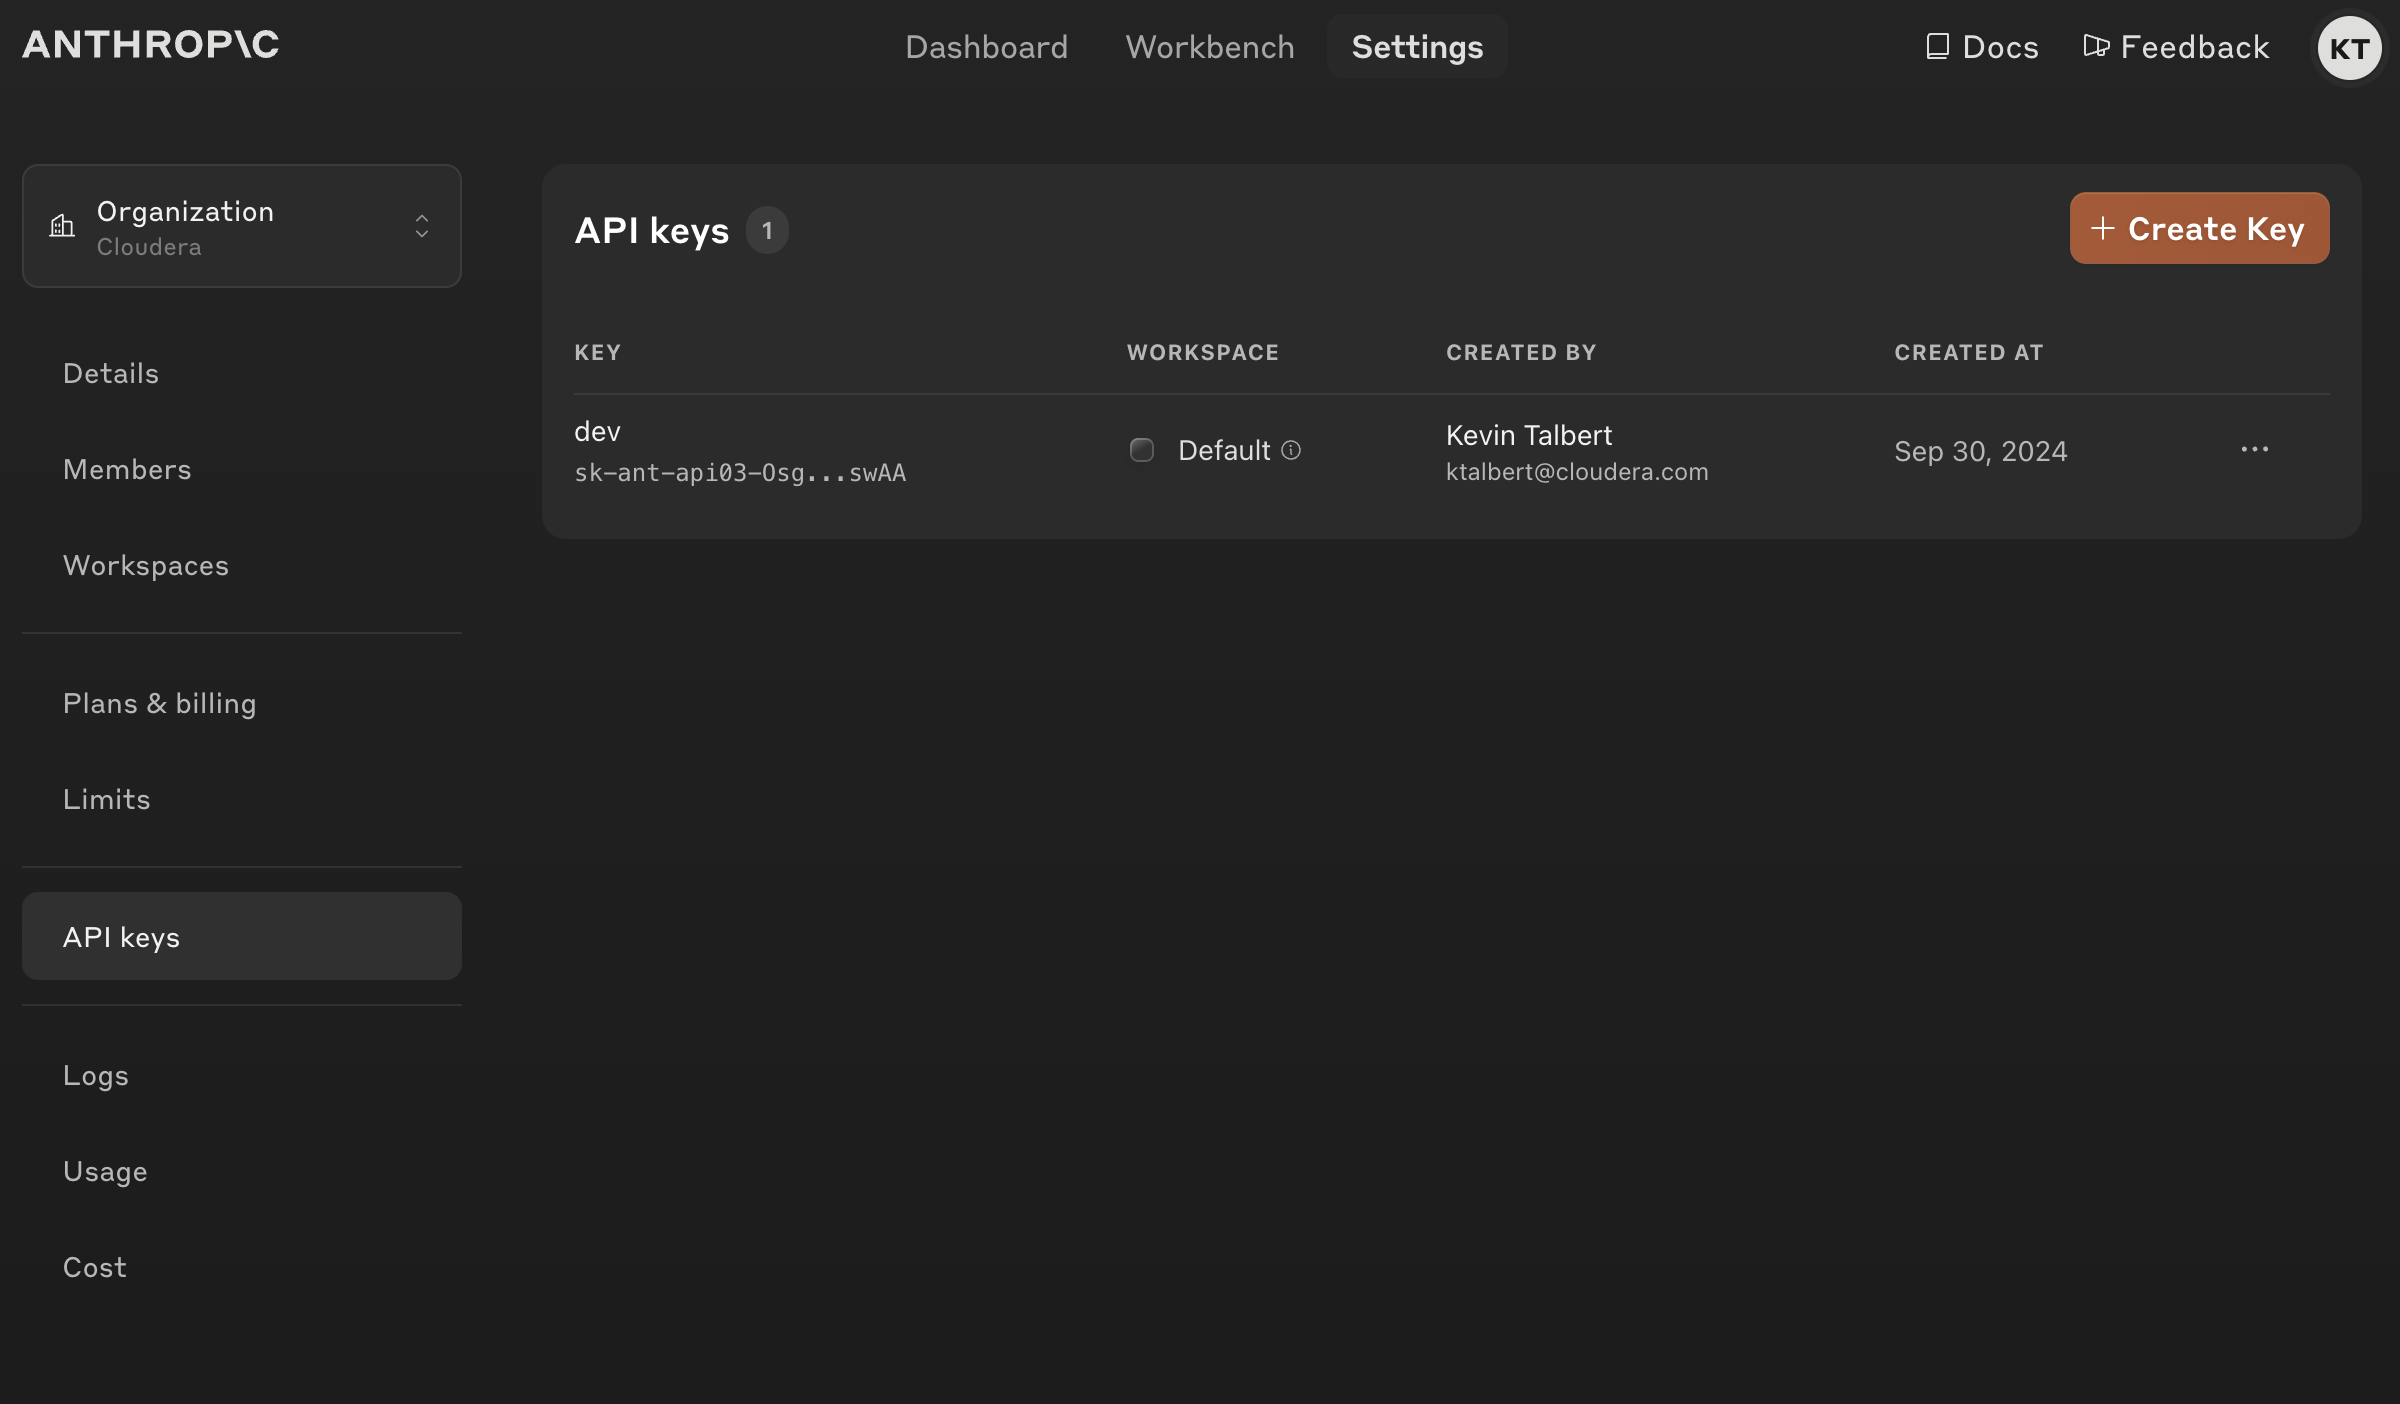 ANTHROP\C
Dashboard
Workbench
Settings
Docs
Feedback
KT
Organization
Cloudera
Details
Members
Workspaces
Plans & billing
Limits
API keys
Logs
Usage
Cost
API keys 1
+ Create Key
KEY WORKSPACE CREATED BY CREATED AT
dev
sk-ant-api03-Osg...swAA
Default
Kevin Talbert
ktalbert@cloudera.com
Sep 30, 2024